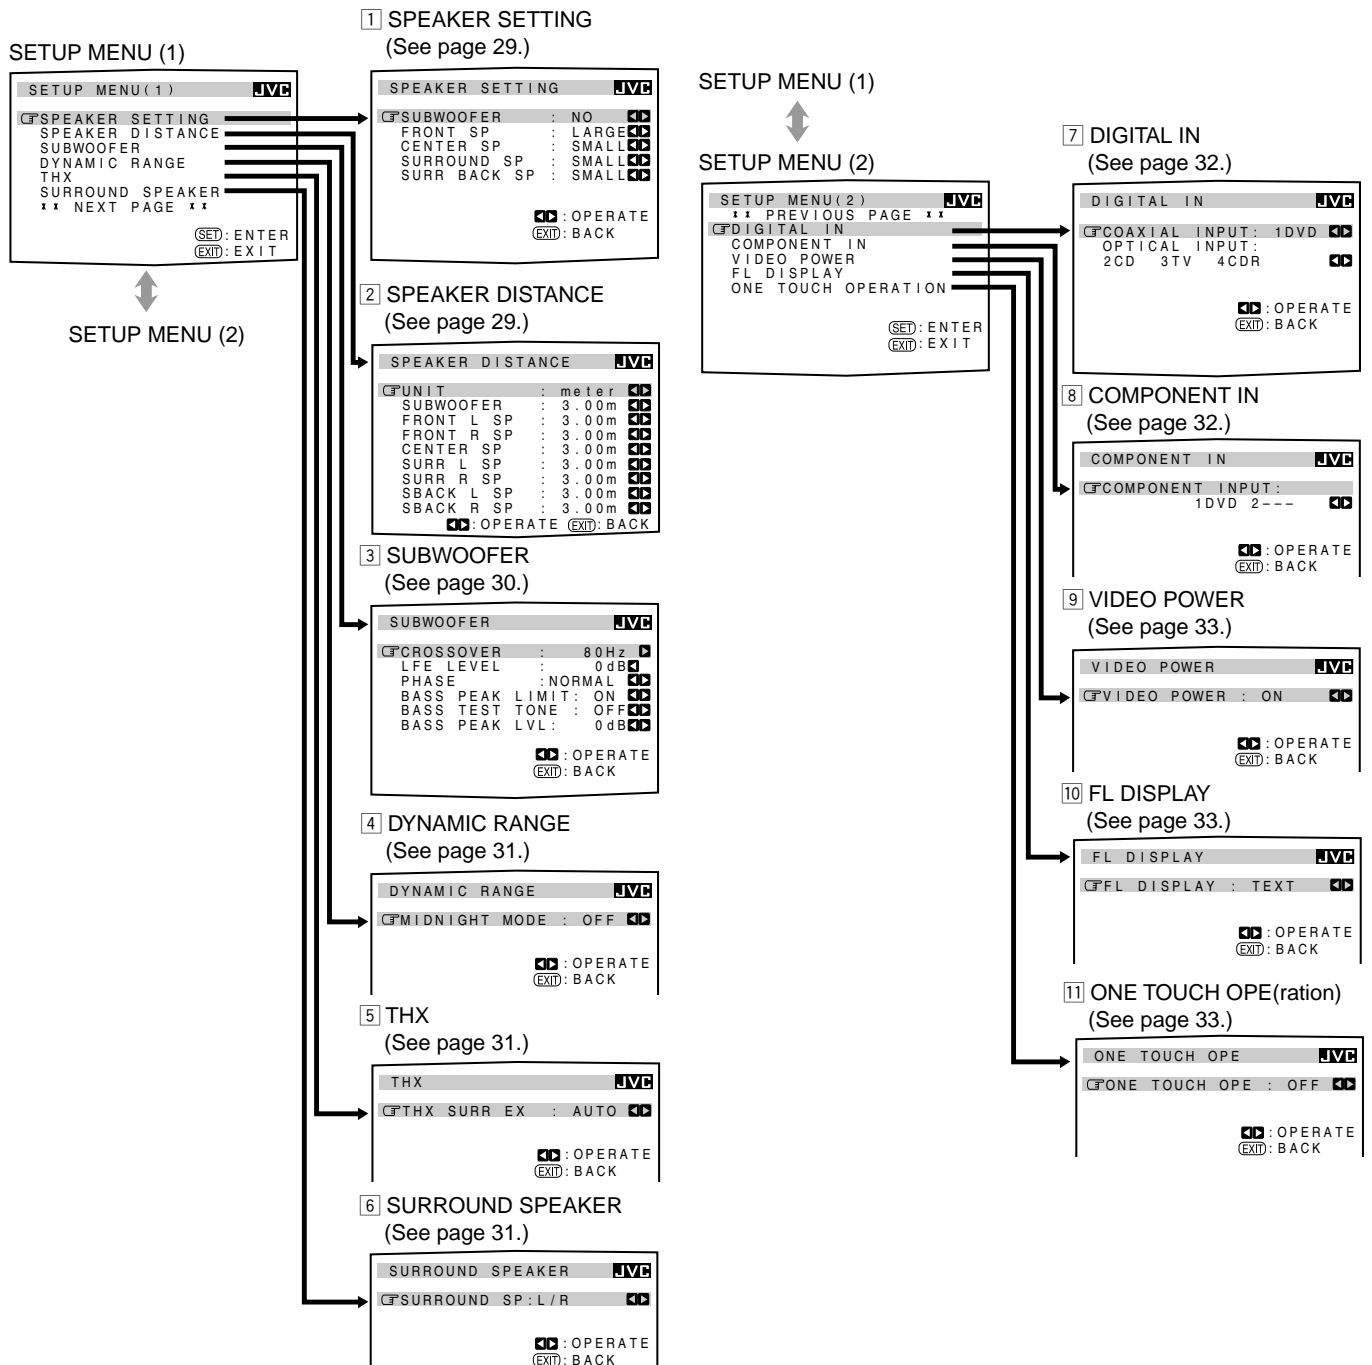 SETUP MENU (1)
SETUP MENU(1) JVC
SPEAKER SETTING
SPEAKER DISTANCE
SUBWOOFER
DYNAMIC RANGE
THX
SURROUND SPEAKER
** NEXT PAGE **
SET : ENTER
EXIT : EXIT
SETUP MENU (2)
1 SPEAKER SETTING
(See page 29.)
SPEAKER SETTING JVC
SUBWOOFER : NO
FRONT SP : LARGE
CENTER SP : SMALL
SURROUND SP : SMALL
SURR BACK SP : SMALL
: OPERATE
EXIT : BACK
2 SPEAKER DISTANCE
(See page 29.)
SPEAKER DISTANCE JVC
UNIT : meter
SUBWOOFER : 3.00m
FRONT L SP : 3.00m
FRONT R SP : 3.00m
CENTER SP : 3.00m
SURR L SP : 3.00m
SURR R SP : 3.00m
SBACK L SP : 3.00m
SBACK R SP : 3.00m
: OPERATE EXIT : BACK
3 SUBWOOFER
(See page 30.)
SUBWOOFER JVC
CROSSOVER : 80Hz
LFE LEVEL : 0dB
PHASE :NORMAL
BASS PEAK LIMIT: ON
BASS TEST TONE : OFF
BASS PEAK LVL: 0dB
: OPERATE
EXIT : BACK
4 DYNAMIC RANGE
(See page 31.)
DYNAMIC RANGE JVC
MIDNIGHT MODE : OFF
: OPERATE
EXIT : BACK
5 THX
(See page 31.)
THX JVC
THX SURR EX : AUTO
: OPERATE
EXIT : BACK
6 SURROUND SPEAKER
(See page 31.)
SURROUND SPEAKER JVC
SURROUND SP:L/R
: OPERATE
EXIT : BACK
SETUP MENU (1)
SETUP MENU (2)
SETUP MENU(2) JVC
** PREVIOUS PAGE **
DIGITAL IN
COMPONENT IN
VIDEO POWER
FL DISPLAY
ONE TOUCH OPERATION
SET : ENTER
EXIT : EXIT
7 DIGITAL IN
(See page 32.)
DIGITAL IN JVC
COAXIAL INPUT: 1DVD
OPTICAL INPUT:
2CD 3TV 4CDR
: OPERATE
EXIT : BACK
8 COMPONENT IN
(See page 32.)
COMPONENT IN JVC
COMPONENT INPUT:
1DVD 2---
: OPERATE
EXIT : BACK
9 VIDEO POWER
(See page 33.)
VIDEO POWER JVC
VIDEO POWER : ON
: OPERATE
EXIT : BACK
10 FL DISPLAY
(See page 33.)
FL DISPLAY JVC
FL DISPLAY : TEXT
: OPERATE
EXIT : BACK
11 ONE TOUCH OPE(ration)
(See page 33.)
ONE TOUCH OPE JVC
ONE TOUCH OPE : OFF
: OPERATE
EXIT : BACK